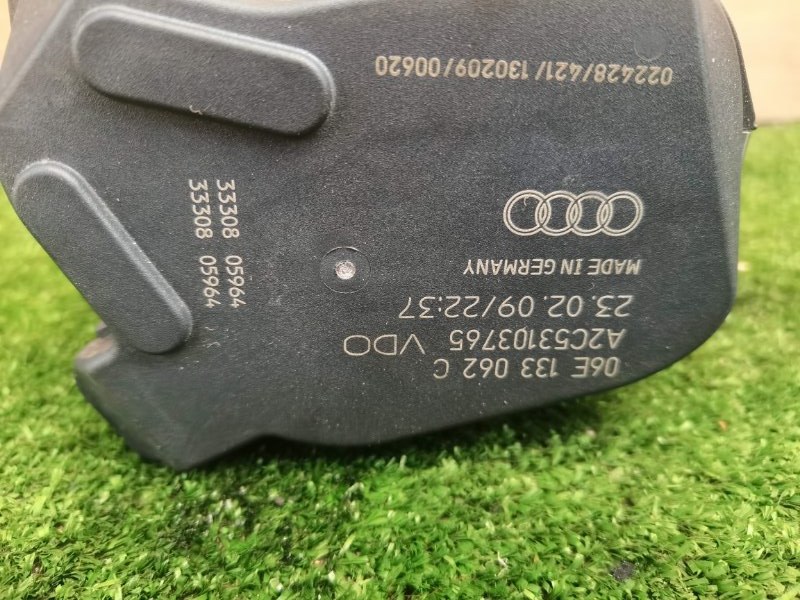 06E 133 062 C
A2C53103765 VDO
23.02.09/22:37
MADE IN GERMANY
022428/421/130209/00620
33308 05964
33308 05964